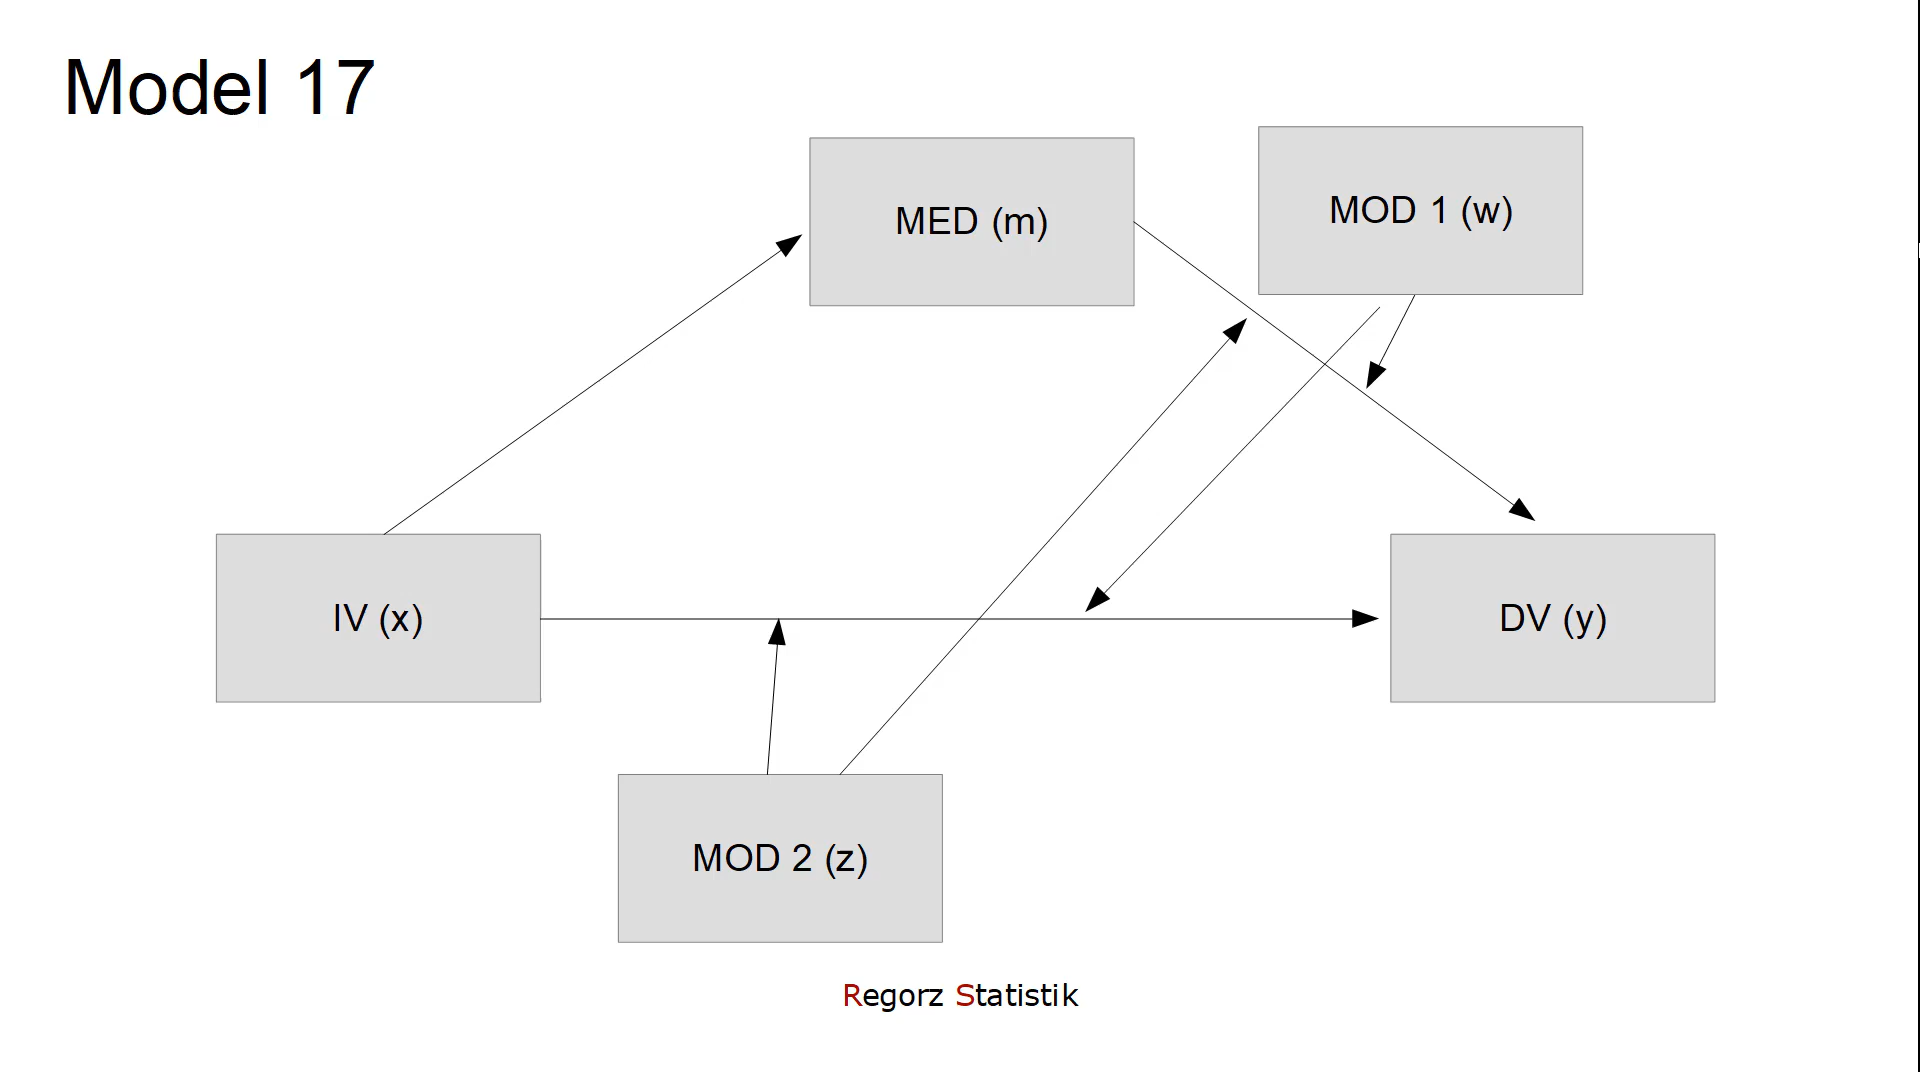 Model 17
MED (m)
MOD 1 (w)
IV (x)
DV (y)
MOD 2 (z)
Regorz Statistik